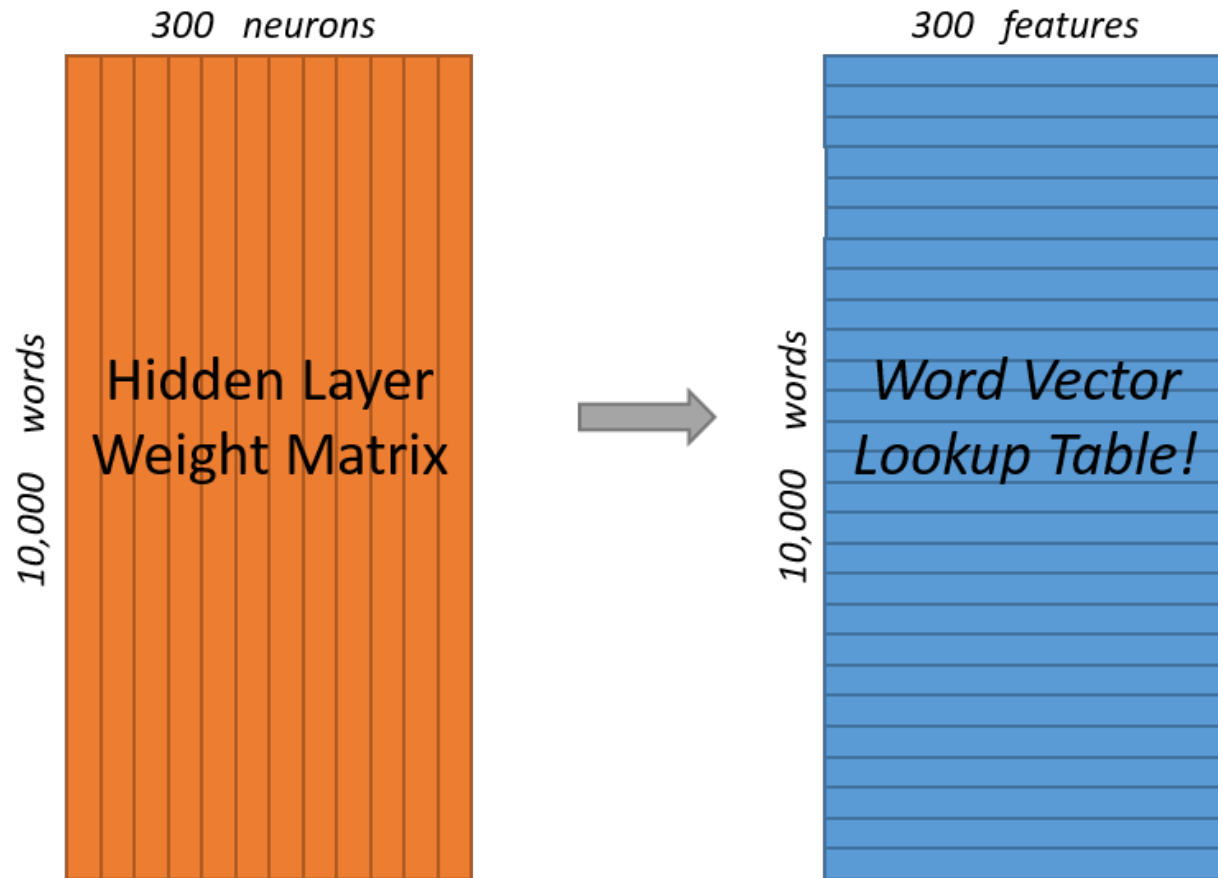 300 neurons
10,000 words
Hidden Layer
Weight Matrix
300 features
10,000 words
Word Vector
Lookup Table!